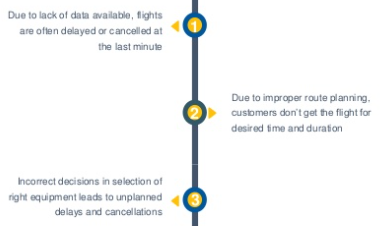 Due to lack of data available, flights
are often delayed or cancelled at
the last minute
1
Due to improper route planning,
customers don't get the flight for
desired time and duration
2
Incorrect decisions in selection of
right equipment leads to unplanned
delays and cancellations
3